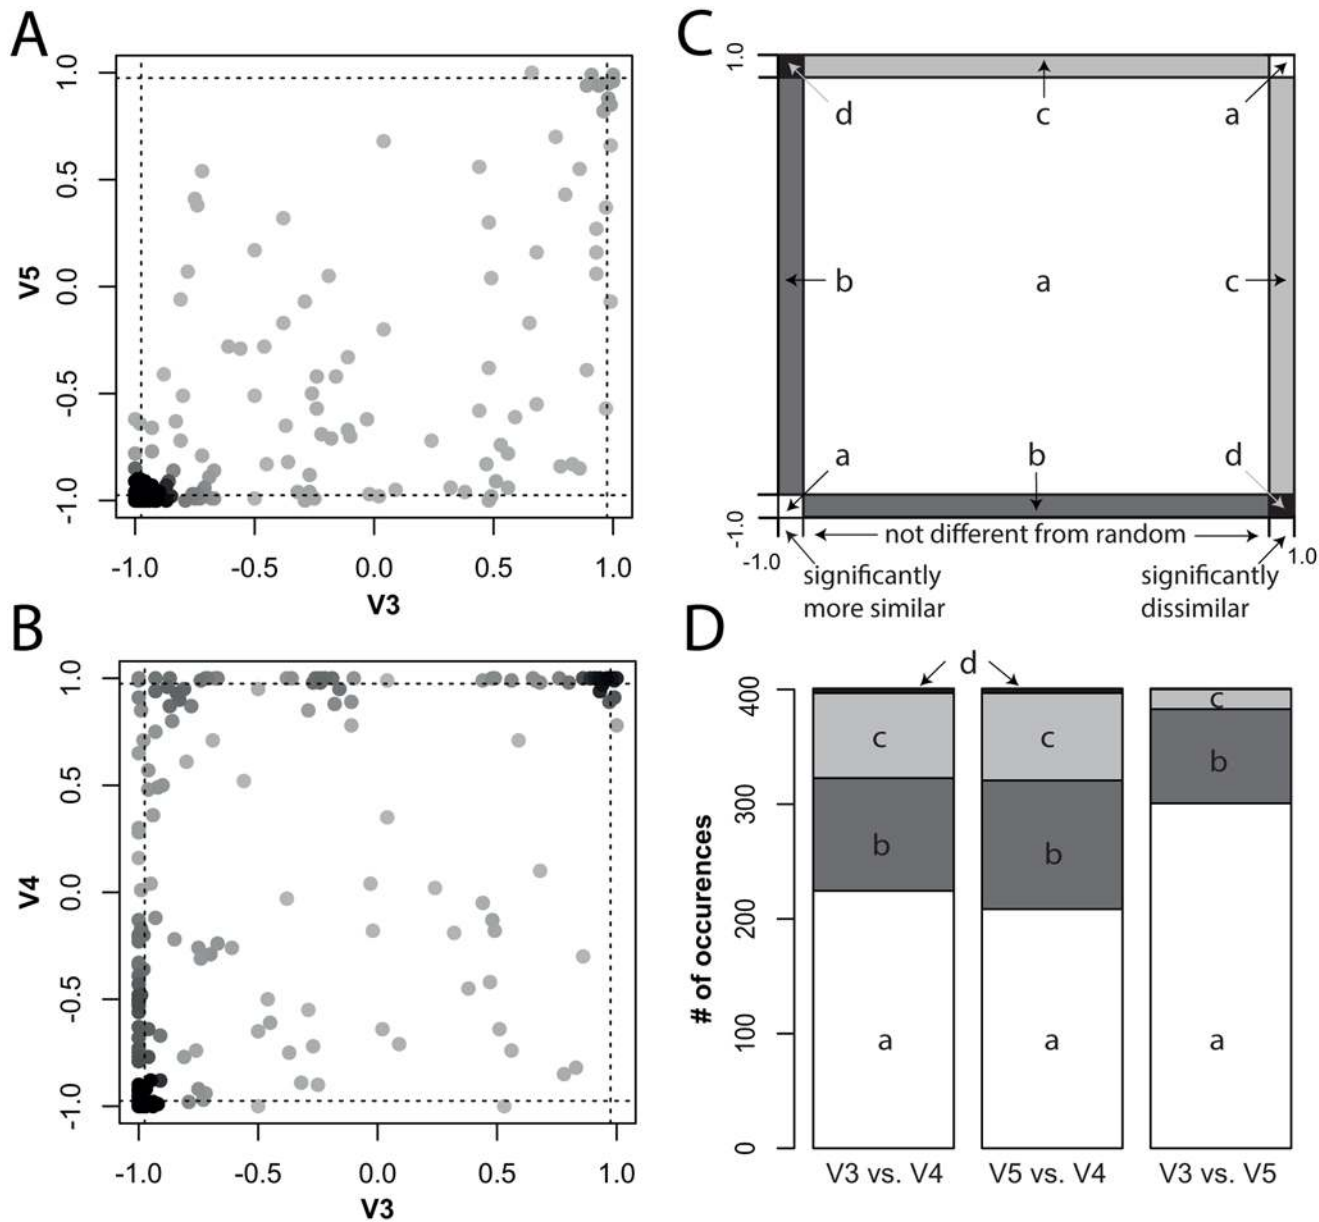 A
1.0
0.5
0.0
-0.5
-1.0
V5
-1.0 -0.5 0.0 0.5 1.0
V3
B
1.0
0.5
0.0
-0.5
-1.0
V4
-1.0 -0.5 0.0 0.5 1.0
V3
C
1.0
d c a
b a c
a b d
-1.0
not different from random
-1.0 1.0
significantly significantly
more similar dissimilar
D
d
400
300
200
100
0
# of occurences
c c c
b b b
a a a
V3 vs. V4 V5 vs. V4 V3 vs. V5